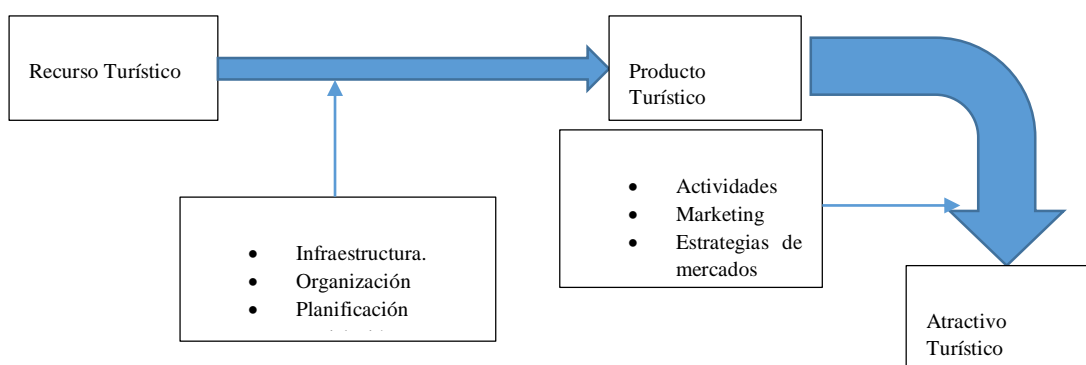 Recurso Turístico
Producto
Turístico
• Actividades
• Marketing
• Estrategias de
mercados
• Infraestructura.
• Organización
• Planificación
Atractivo
Turístico